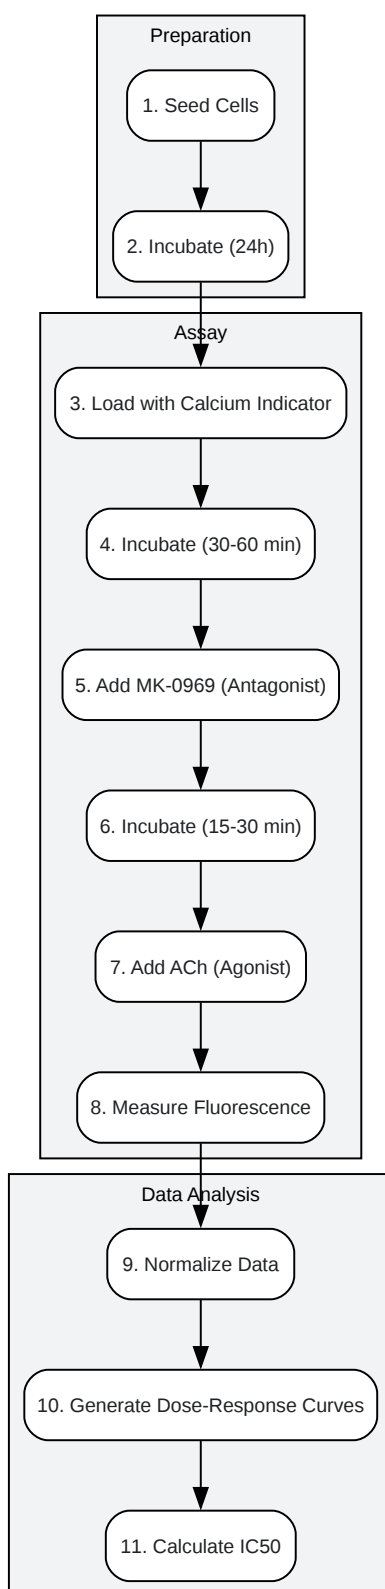 Preparation
1. Seed Cells
2. Incubate (24h)
Assay
3. Load with Calcium Indicator
4. Incubate (30-60 min)
5. Add MK-0969 (Antagonist)
6. Incubate (15-30 min)
7. Add ACh (Agonist)
8. Measure Fluorescence
Data Analysis
9. Normalize Data
10. Generate Dose-Response Curves
11. Calculate IC50